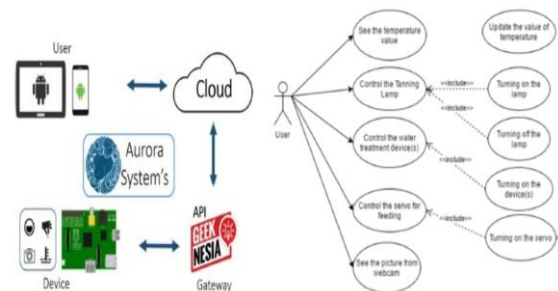 User
Cloud
Aurora
System's
API
GEEK
NESIA
Device
Gateway
User
See the temperature
value
Control the Tanning
Lamp
Control the water
treatment device(s)
Control the servo for
feeding
See the picture from
webcam
Update the value of
temperature
<<include>>
Turning on the
lamp
<<include>>
Turning off the
lamp
<<include>>
Turning on the
device(s)
<<include>>
Turning on the servo